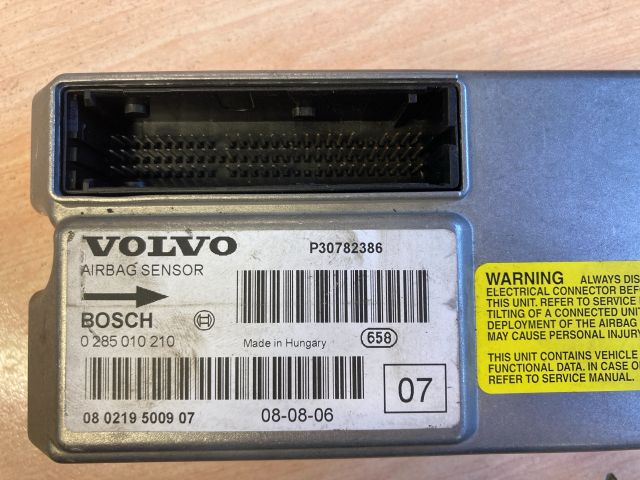 VOLVO
P30782386
AIRBAG SENSOR
BOSCH
0 285 010 210
Made in Hungary
658
07
08 0219 5009 07
08-08-06
WARNING ALWAYS DIS
ELECTRICAL CONNECTOR BEF
THIS UNIT. REFER TO SERVICE
TILTING OF A CONNECTED UNIT
DEPLOYMENT OF THE AIRBAG
MAY CAUSE PERSONAL INJURY
THIS UNIT CONTAINS VEHICLE
FUNCTIONAL DATA. IN CASE O
REFER TO SERVICE MANUAL.